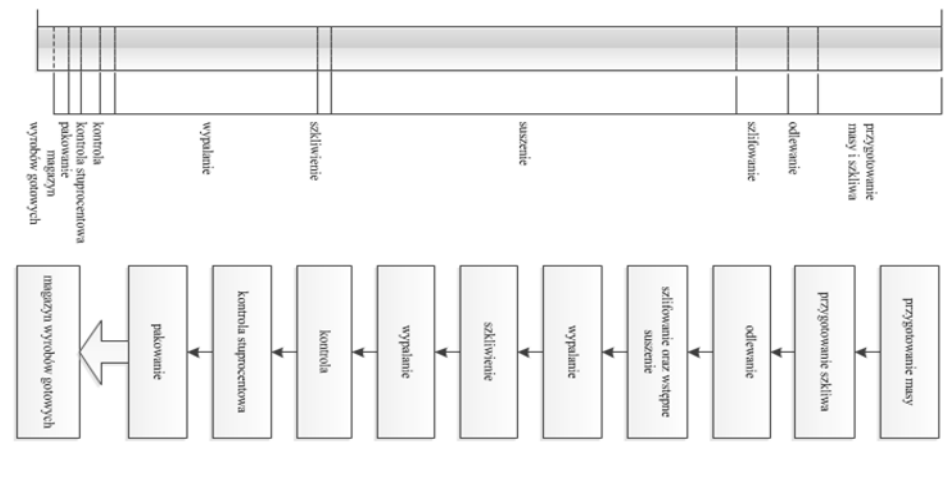 przygotowanie
masy i szkliwa
odlewanie
szlifowanie
suszenie
szkliwienie
wypalanie
kontrola
kontrola stuprocentowa
pakowanie
magazyn
wyrobów gotowych
przygotowanie masy
przygotowanie szkliwa
odlewanie
szlifowanie oraz wstępne
suszenie
wypalanie
szkliwienie
wypalanie
kontrola
kontrola stuprocentowa
pakowanie
magazyn wyrobów gotowych